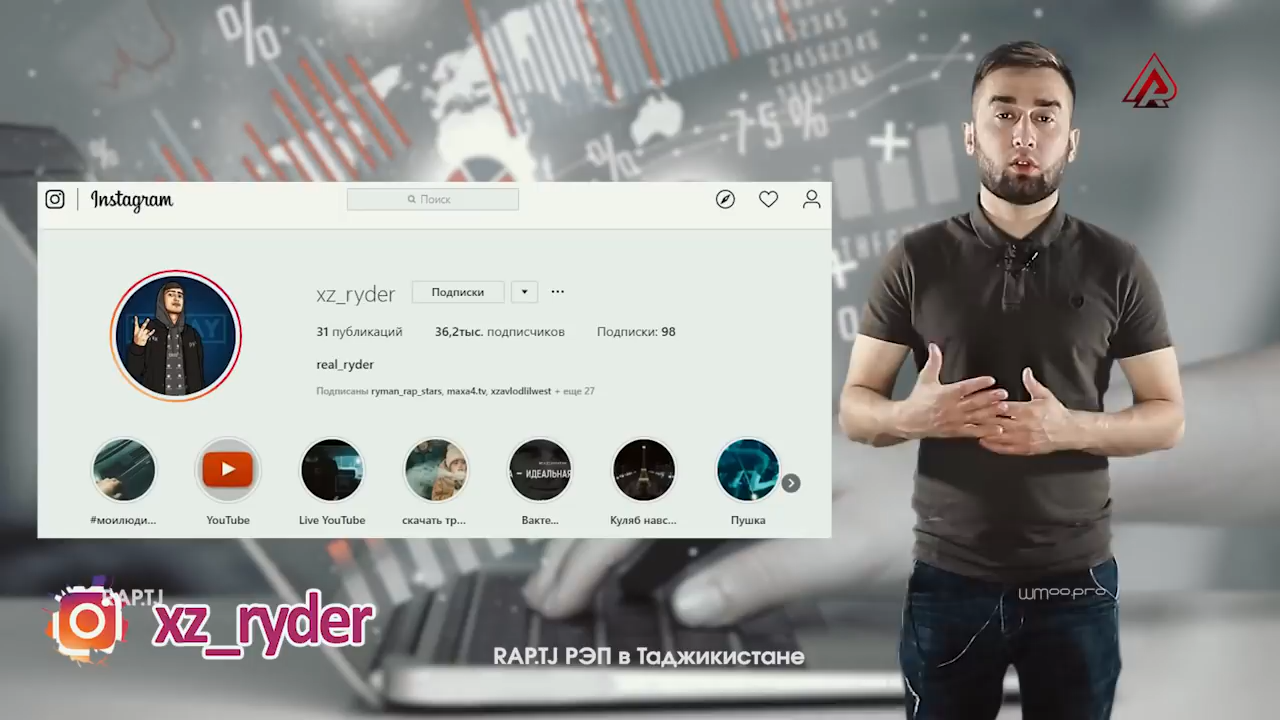 %
75%
%
%
Instagram
Поиск
xz_ryder
Подписки
31 публикаций 36,2тыс. подписчиков Подписки: 98
real_ryder
Подписаны ryman_rap_stars, maxa4.tv, xzavlodlilwest + еще 27
А – ИДЕАЛЬНАЯ
#моилюди... YouTube Live YouTube скачать тр... Вакте... Куляб навс... Пушка
wmoo.pro
RAP.TJ
xz_ryder
RAP.TJ РЭП в Таджикистане